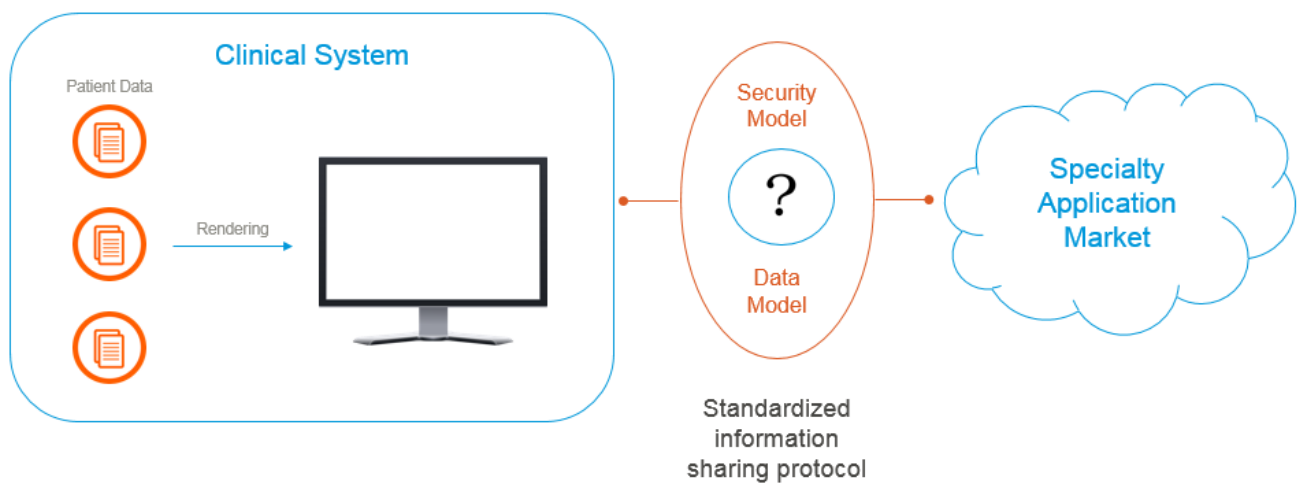 Clinical System
Patient Data
Rendering
Security
Model
?
Data
Model
Standardized
information
sharing protocol
Specialty
Application
Market